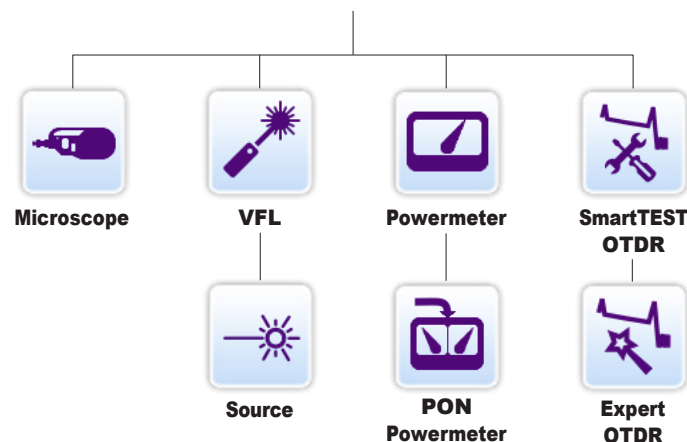 Microscope
VFL
Powermeter
SmartTEST
OTDR
Source
PON
Powermeter
Expert
OTDR